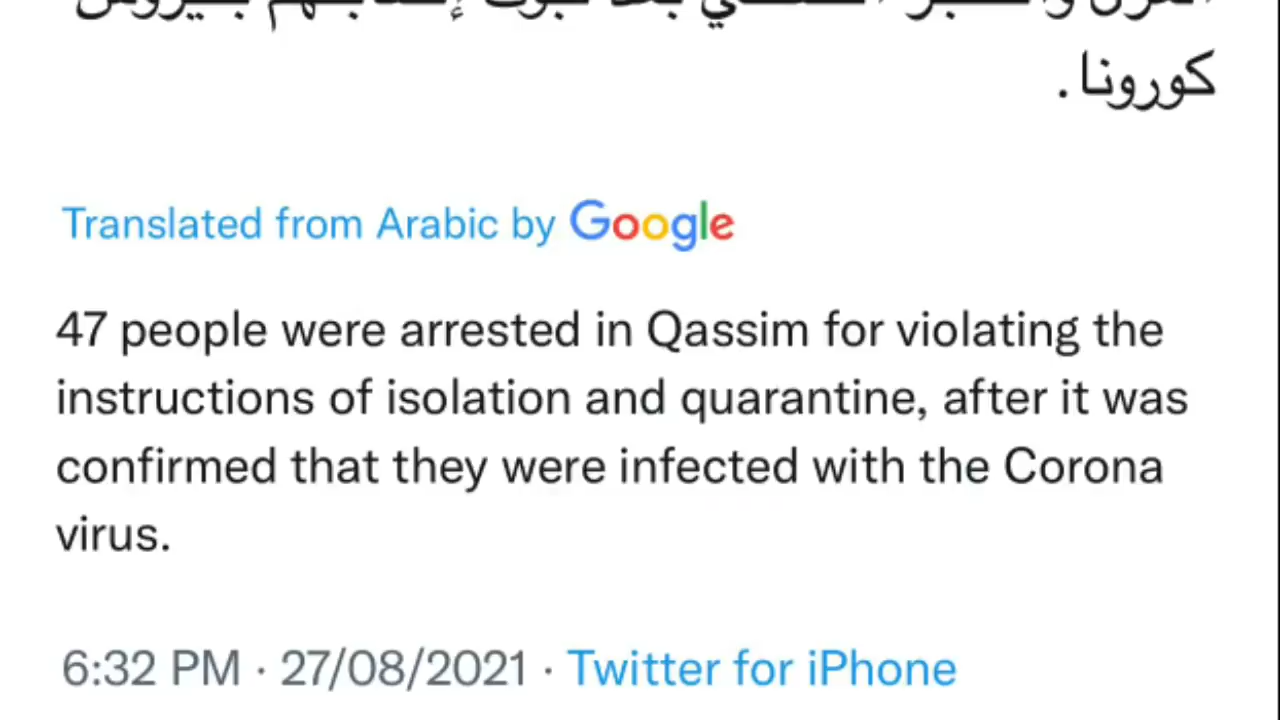 كورونا.
Translated from Arabic by Google
47 people were arrested in Qassim for violating the
instructions of isolation and quarantine, after it was
confirmed that they were infected with the Corona
virus.
6:32 PM · 27/08/2021 · Twitter for iPhone